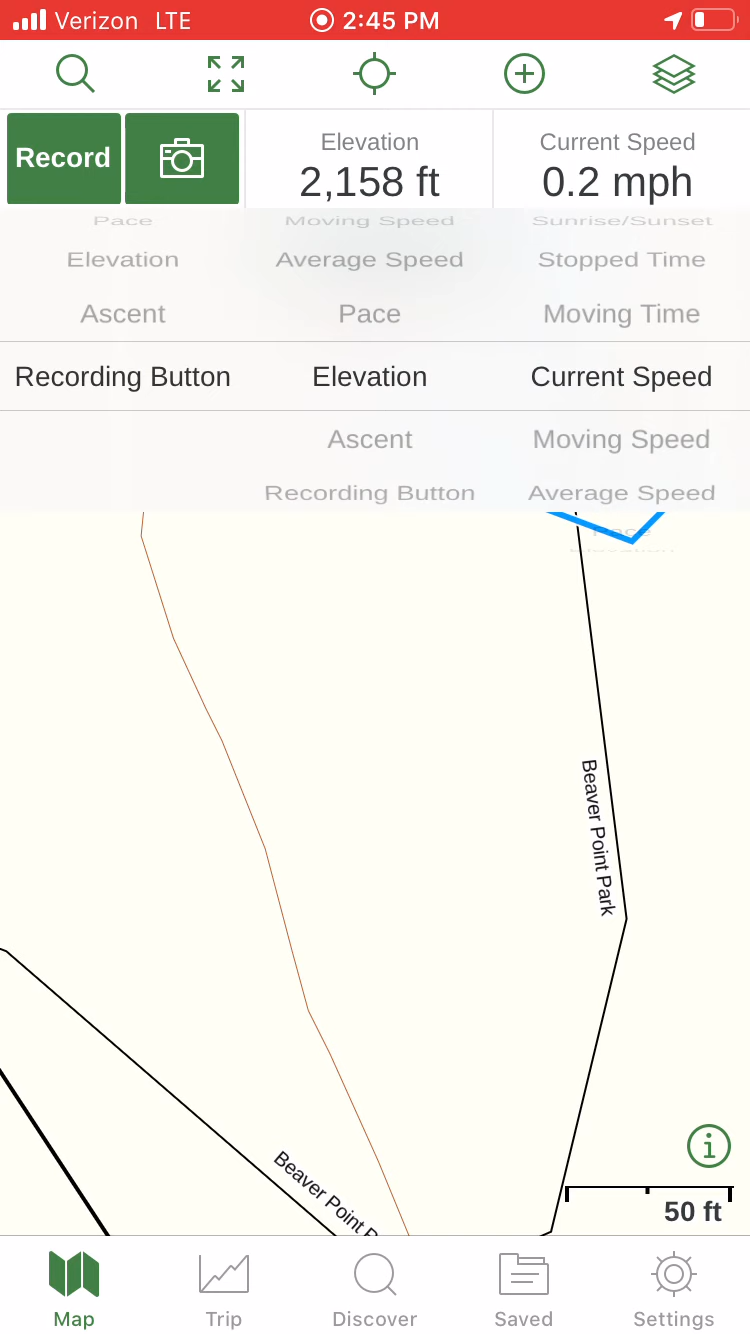 Verizon LTE 2:45 PM
Record
Elevation
2,158 ft
Current Speed
0.2 mph
Pace Moving Speed Sunrise/Sunset
Elevation Average Speed Stopped Time
Ascent Pace Moving Time
Recording Button Elevation Current Speed
Ascent Moving Speed
Recording Button Average Speed
Pace
Elevation
Beaver Point Park
Beaver Point P
50 ft
Map Trip Discover Saved Settings